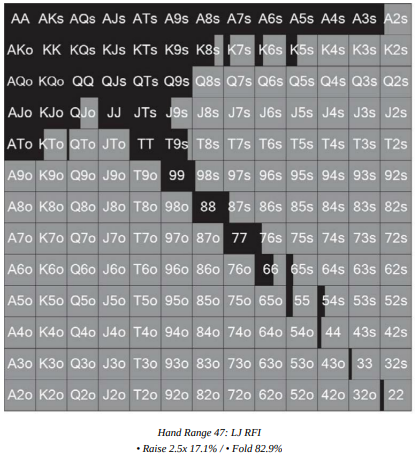 AA AKs AQs AJs ATs A9s A8s A7s A6s A5s A4s A3s A2s
AKo KK KQs KJs KTs K9s K8s K7s K6s K5s K4s K3s K2s
AQo KQo QQ QJs QTs Q9s Q8s Q7s Q6s Q5s Q4s Q3s Q2s
AJo KJo QJo JJ JTs J9s J8s J7s J6s J5s J4s J3s J2s
ATo KTo QTo JTo TT T9s T8s T7s T6s T5s T4s T3s T2s
A9o K9o Q9o J9o T9o 99 98s 97s 96s 95s 94s 93s 92s
A8o K8o Q8o J8o T8o 98o 88 87s 86s 85s 84s 83s 82s
A7o K7o Q7o J7o T7o 97o 87o 77 76s 75s 74s 73s 72s
A6o K6o Q6o J6o T6o 96o 86o 76o 66 65s 64s 63s 62s
A5o K5o Q5o J5o T5o 95o 85o 75o 65o 55 54s 53s 52s
A4o K4o Q4o J4o T4o 94o 84o 74o 64o 54o 44 43s 42s
A3o K3o Q3o J3o T3o 93o 83o 73o 63o 53o 43o 33 32s
A2o K2o Q2o J2o T2o 92o 82o 72o 62o 52o 42o 32o 22
Hand Range 47: LJ RFI
• Raise 2.5x 17.1% / • Fold 82.9%